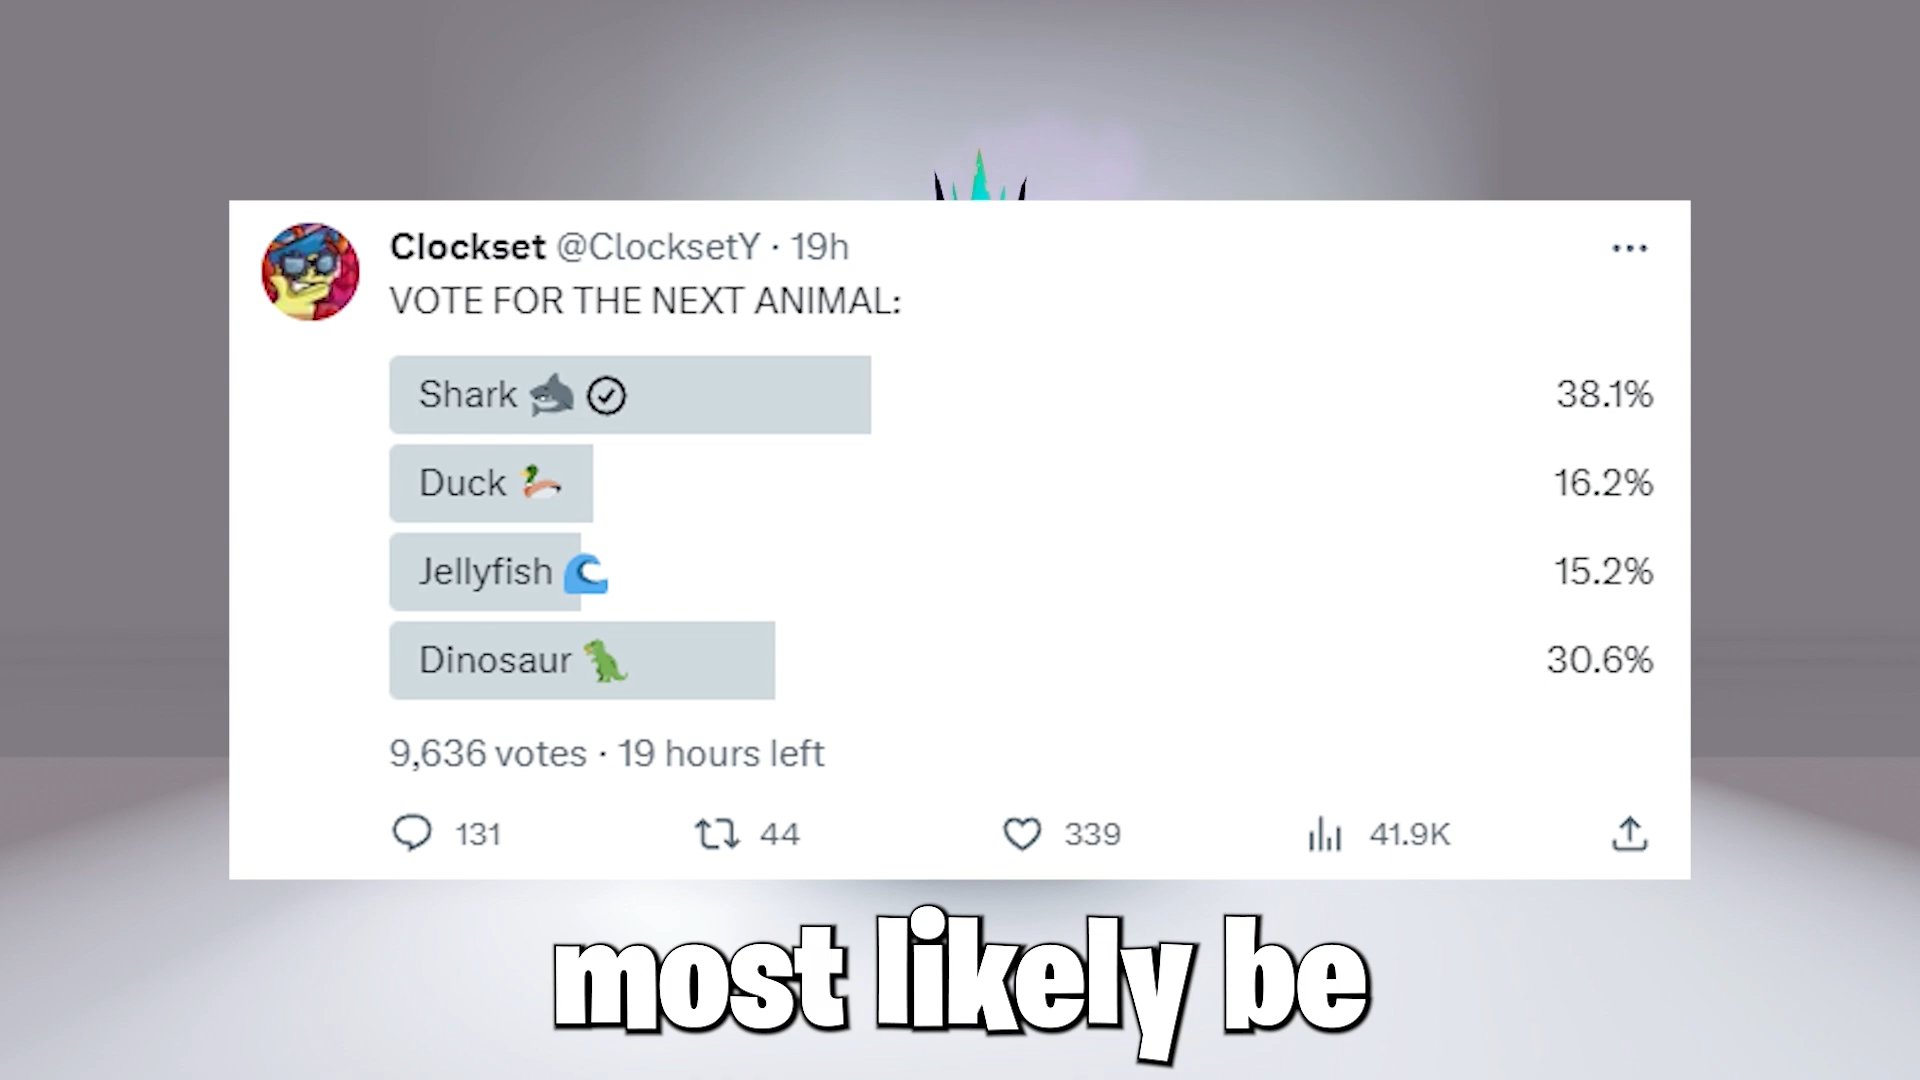 Clockset @ClocksetY · 19h
VOTE FOR THE NEXT ANIMAL:
Shark 38.1%
Duck 16.2%
Jellyfish 15.2%
Dinosaur 30.6%
9,636 votes · 19 hours left
131 44 339 41.9K
most likely be